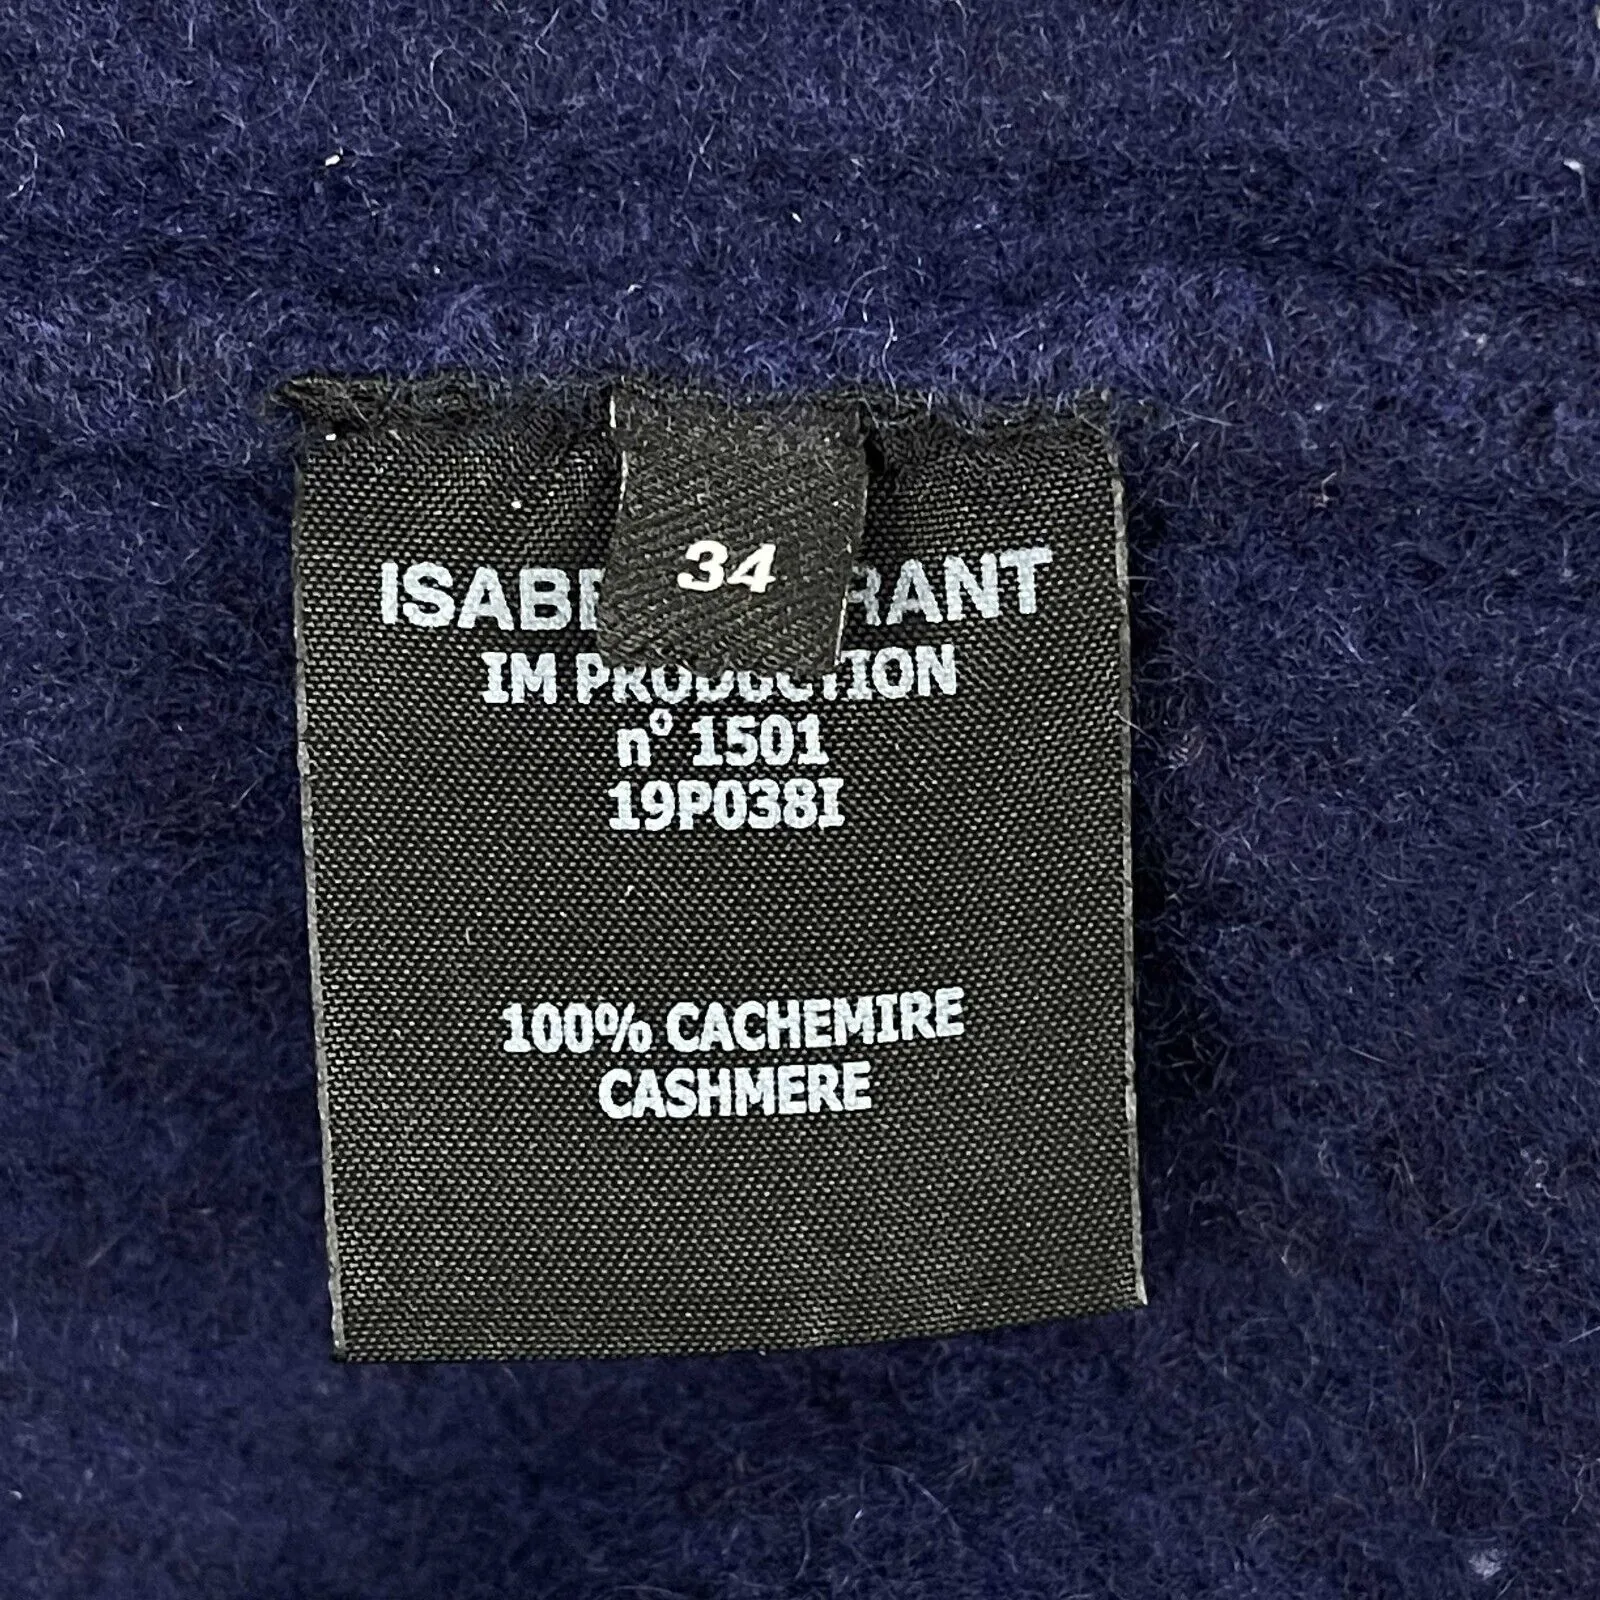 34
ISABE RANT
IM PRODUCTION
n° 1501
19P038I
100% CACHEMIRE
CASHMERE